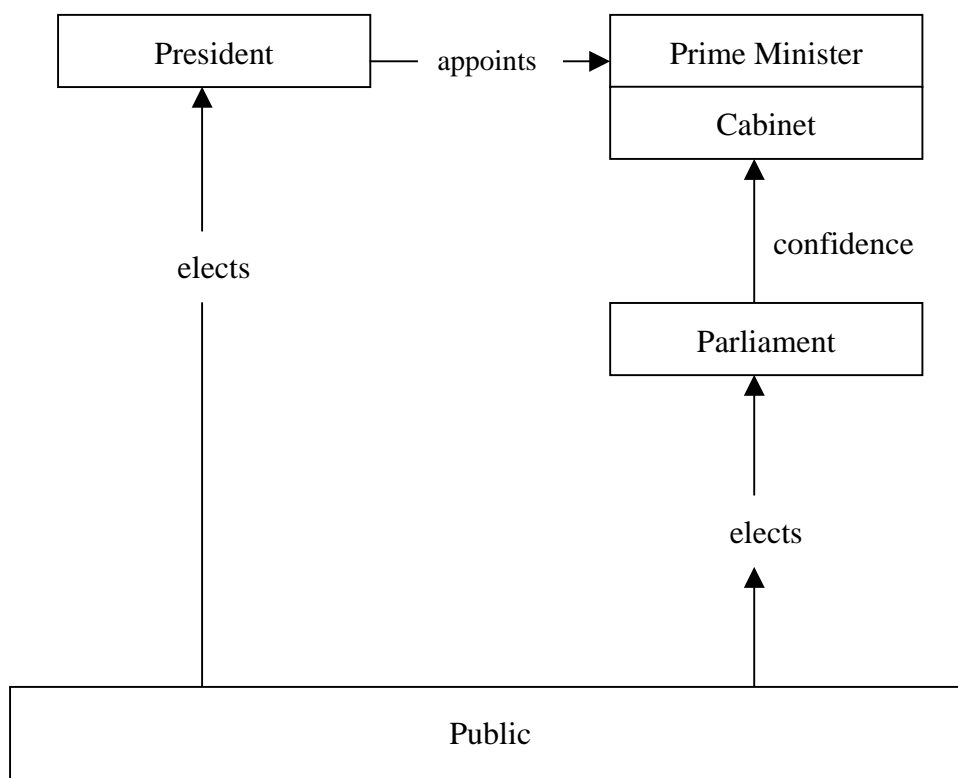 President
appoints
Prime Minister
Cabinet
confidence
elects
Parliament
elects
Public